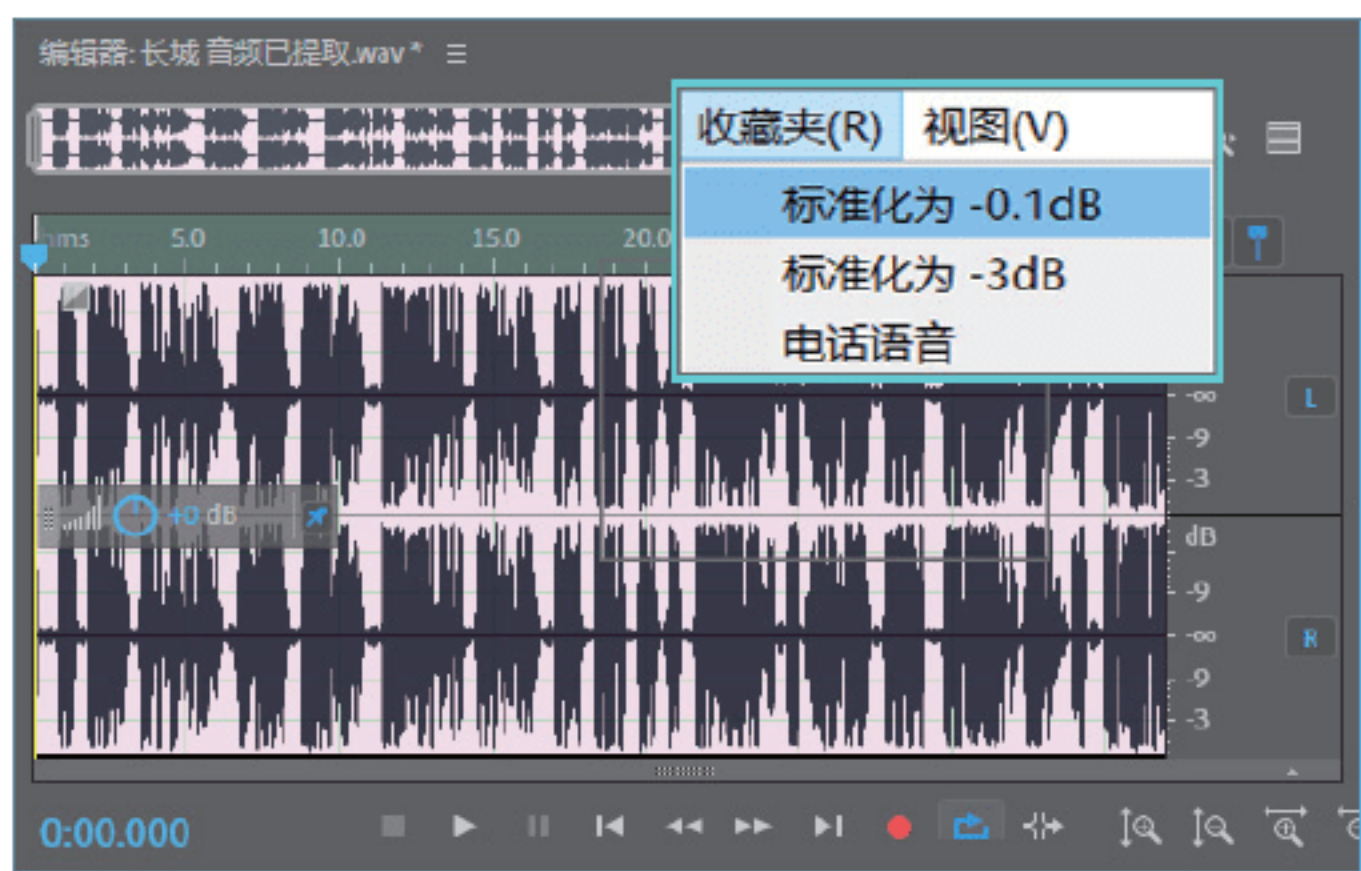 编辑器: 长城 音频已提取.wav* ☰
收藏夹(R) 视图(V)
标准化为 -0.1dB
标准化为 -3dB
电话语音
hms 5.0 10.0 15.0 20.0
-∞
L
-9
-3
+0 dB
dB
-9
-∞
R
-9
-3
0:00.000